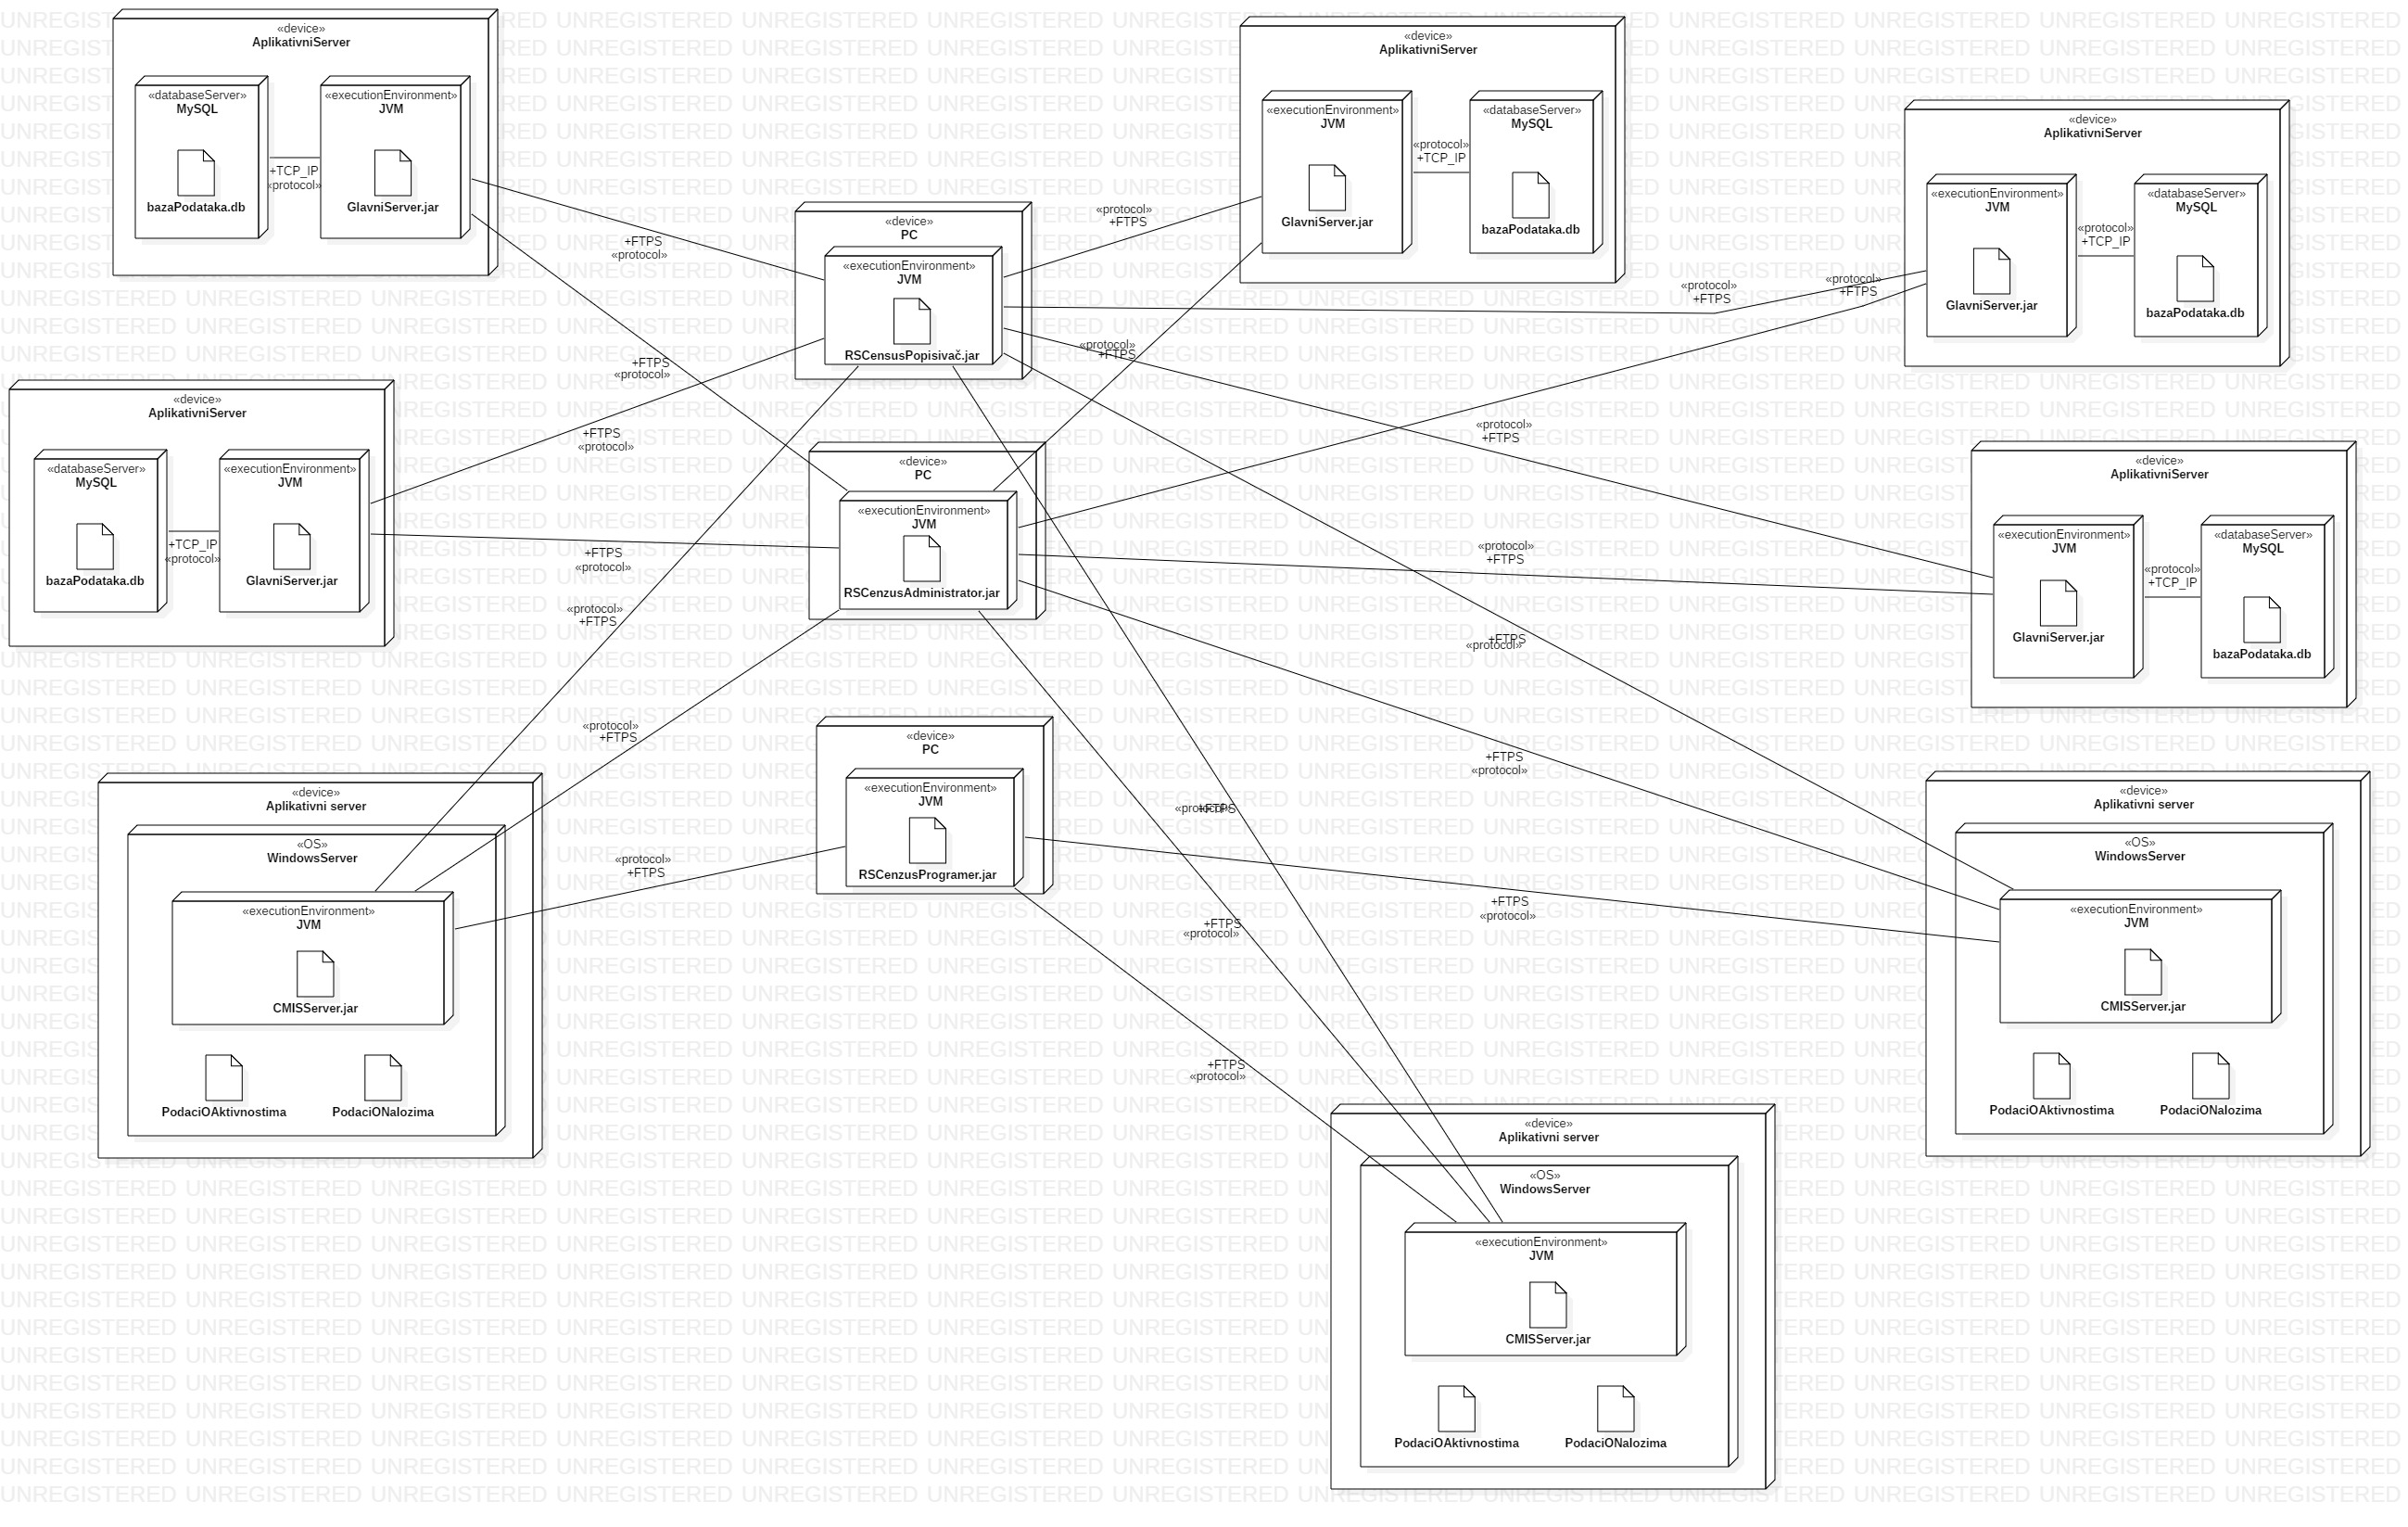 «device»
AplikativniServer
«databaseServer»
MySQL
bazaPodataka.db
+TCP_IP
«protocol»
«executionEnvironment»
JVM
GlavniServer.jar
«device»
AplikativniServer
«executionEnvironment»
JVM
GlavniServer.jar
«protocol»
+TCP_IP
«databaseServer»
MySQL
bazaPodataka.db
«device»
AplikativniServer
«executionEnvironment»
JVM
GlavniServer.jar
«protocol»
+TCP_IP
«databaseServer»
MySQL
bazaPodataka.db
«device»
PC
«executionEnvironment»
JVM
RSCensusPopisivač.jar
+FTPS
«protocol»
«protocol»
+FTPS
«protocol»
+FTPS
«protocol»
+FTPS
+FTPS
«protocol»
«protocol»
+FTPS
«device»
AplikativniServer
«databaseServer»
MySQL
bazaPodataka.db
+TCP_IP
«protocol»
«executionEnvironment»
JVM
GlavniServer.jar
+FTPS
«protocol»
«device»
PC
«executionEnvironment»
JVM
RSCenzusAdministrator.jar
«protocol»
+FTPS
«device»
AplikativniServer
«executionEnvironment»
JVM
GlavniServer.jar
«protocol»
+TCP_IP
«databaseServer»
MySQL
bazaPodataka.db
+FTPS
«protocol»
«protocol»
+FTPS
«protocol»
+FTPS
+FTPS
«protocol»
«protocol»
+FTPS
+FTPS
«protocol»
«device»
PC
«executionEnvironment»
JVM
RSCenzusProgramer.jar
«protocol»
+FTPS
«protocol»
+FTPS
+FTPS
«protocol»
+FTPS
«protocol»
+FTPS
«protocol»
«device»
Aplikativni server
«OS»
WindowsServer
«executionEnvironment»
JVM
CMISServer.jar
PodaciOAktivnostima
PodaciONalozima
«device»
Aplikativni server
«OS»
WindowsServer
«executionEnvironment»
JVM
CMISServer.jar
PodaciOAktivnostima
PodaciONalozima
«device»
Aplikativni server
«OS»
WindowsServer
«executionEnvironment»
JVM
CMISServer.jar
PodaciOAktivnostima
PodaciONalozima
UNREGISTERED